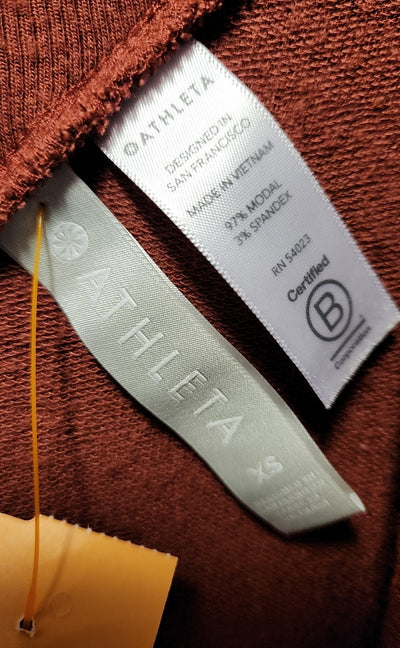 ATHLETA
DESIGNED IN
SAN FRANCISCO
MADE IN VIETNAM
97% MODAL
3% SPANDEX
RN 54023
Certified
B
Corporation
ATHLETA
XS